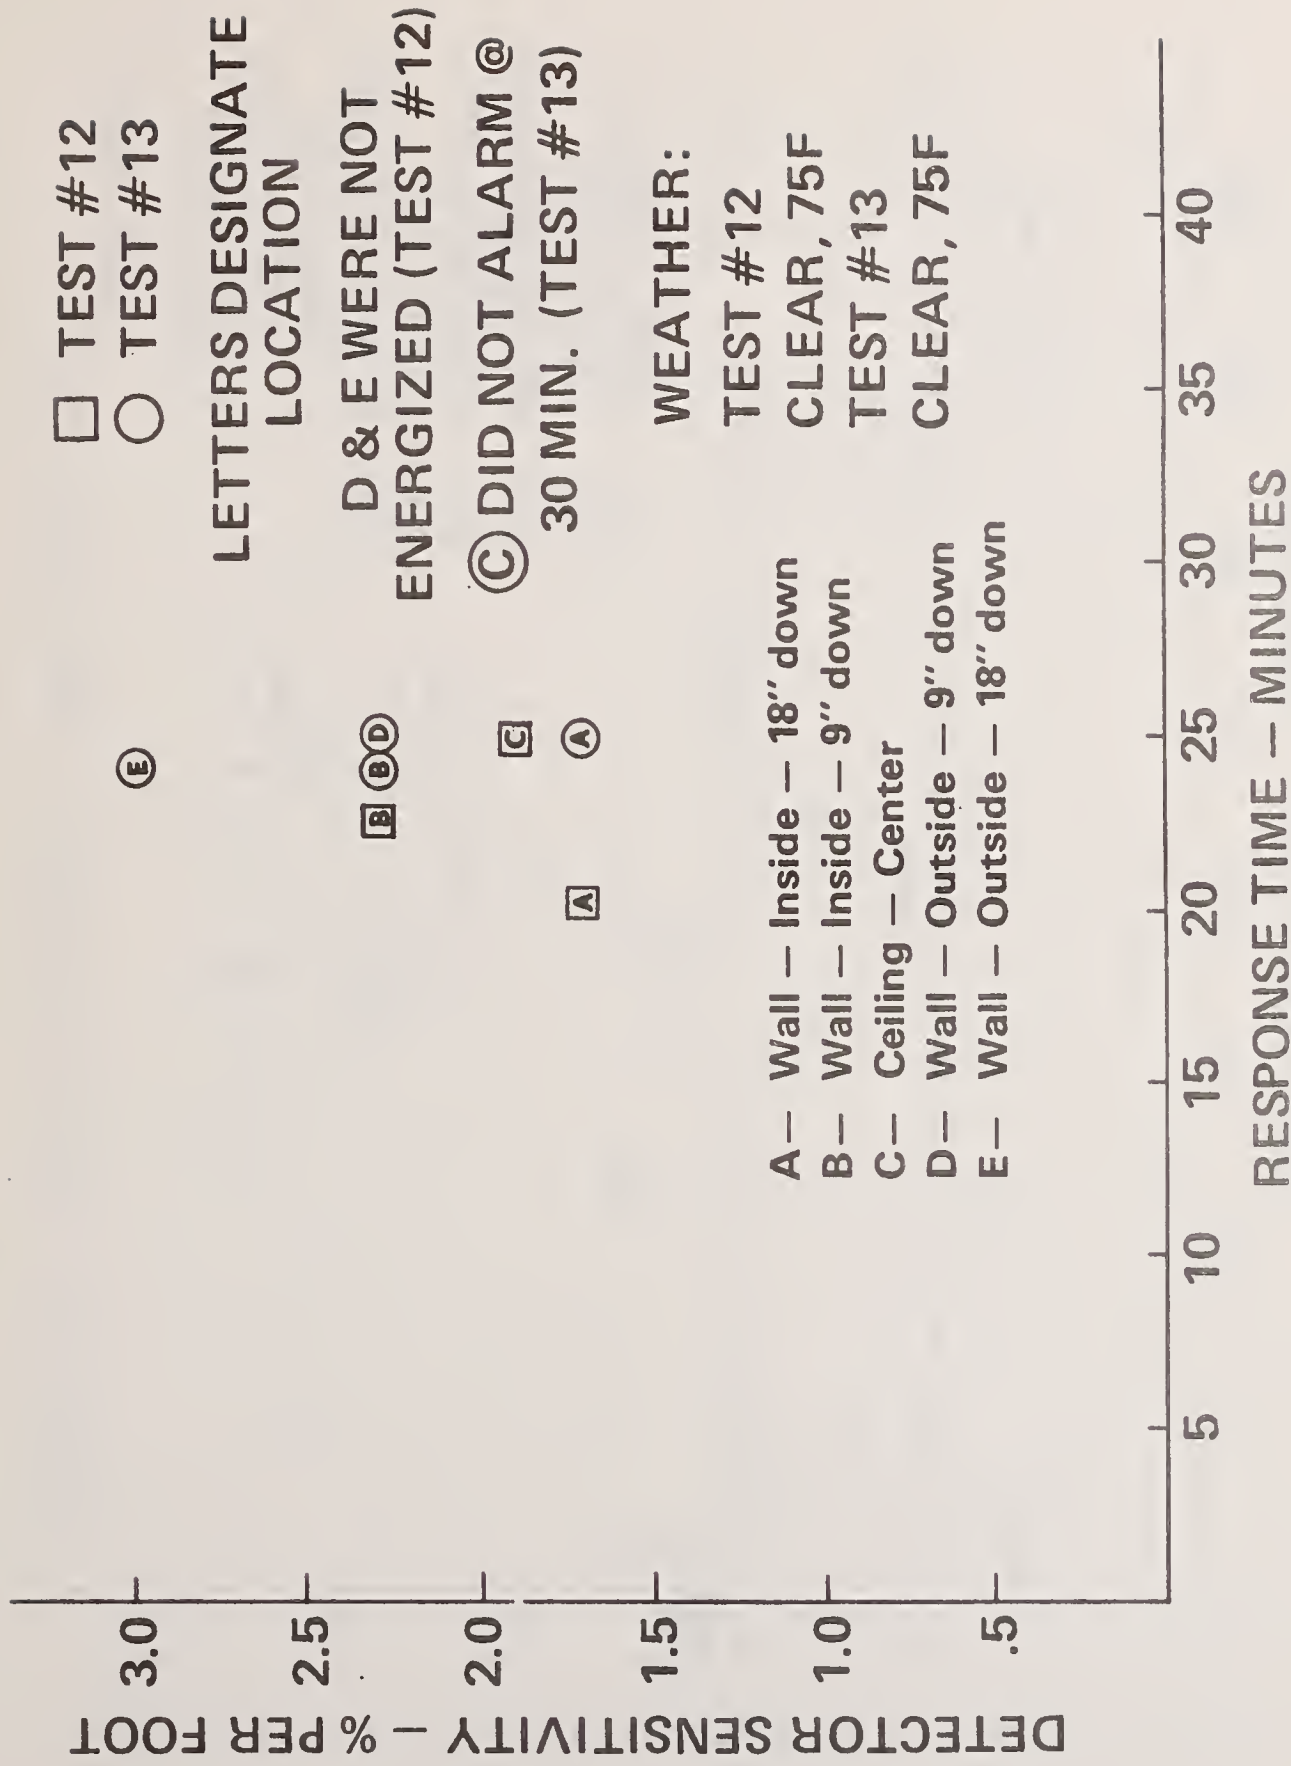 □ TEST #12
○ TEST #13
LETTERS DESIGNATE
LOCATION
D & E WERE NOT
ENERGIZED (TEST #12)
Ⓒ DID NOT ALARM @
30 MIN. (TEST #13)
WEATHER:
TEST #12
CLEAR, 75F
TEST #13
CLEAR, 75F
E
B B D
C
A A
A— Wall — Inside — 18" down
B— Wall — Inside — 9" down
C— Ceiling — Center
D— Wall — Outside — 9" down
E— Wall — Outside — 18" down
DETECTOR SENSITIVITY — % PER FOOT
3.0
2.5
2.0
1.5
1.0
.5
5 10 15 20 25 30 35 40
RESPONSE TIME — MINUTES